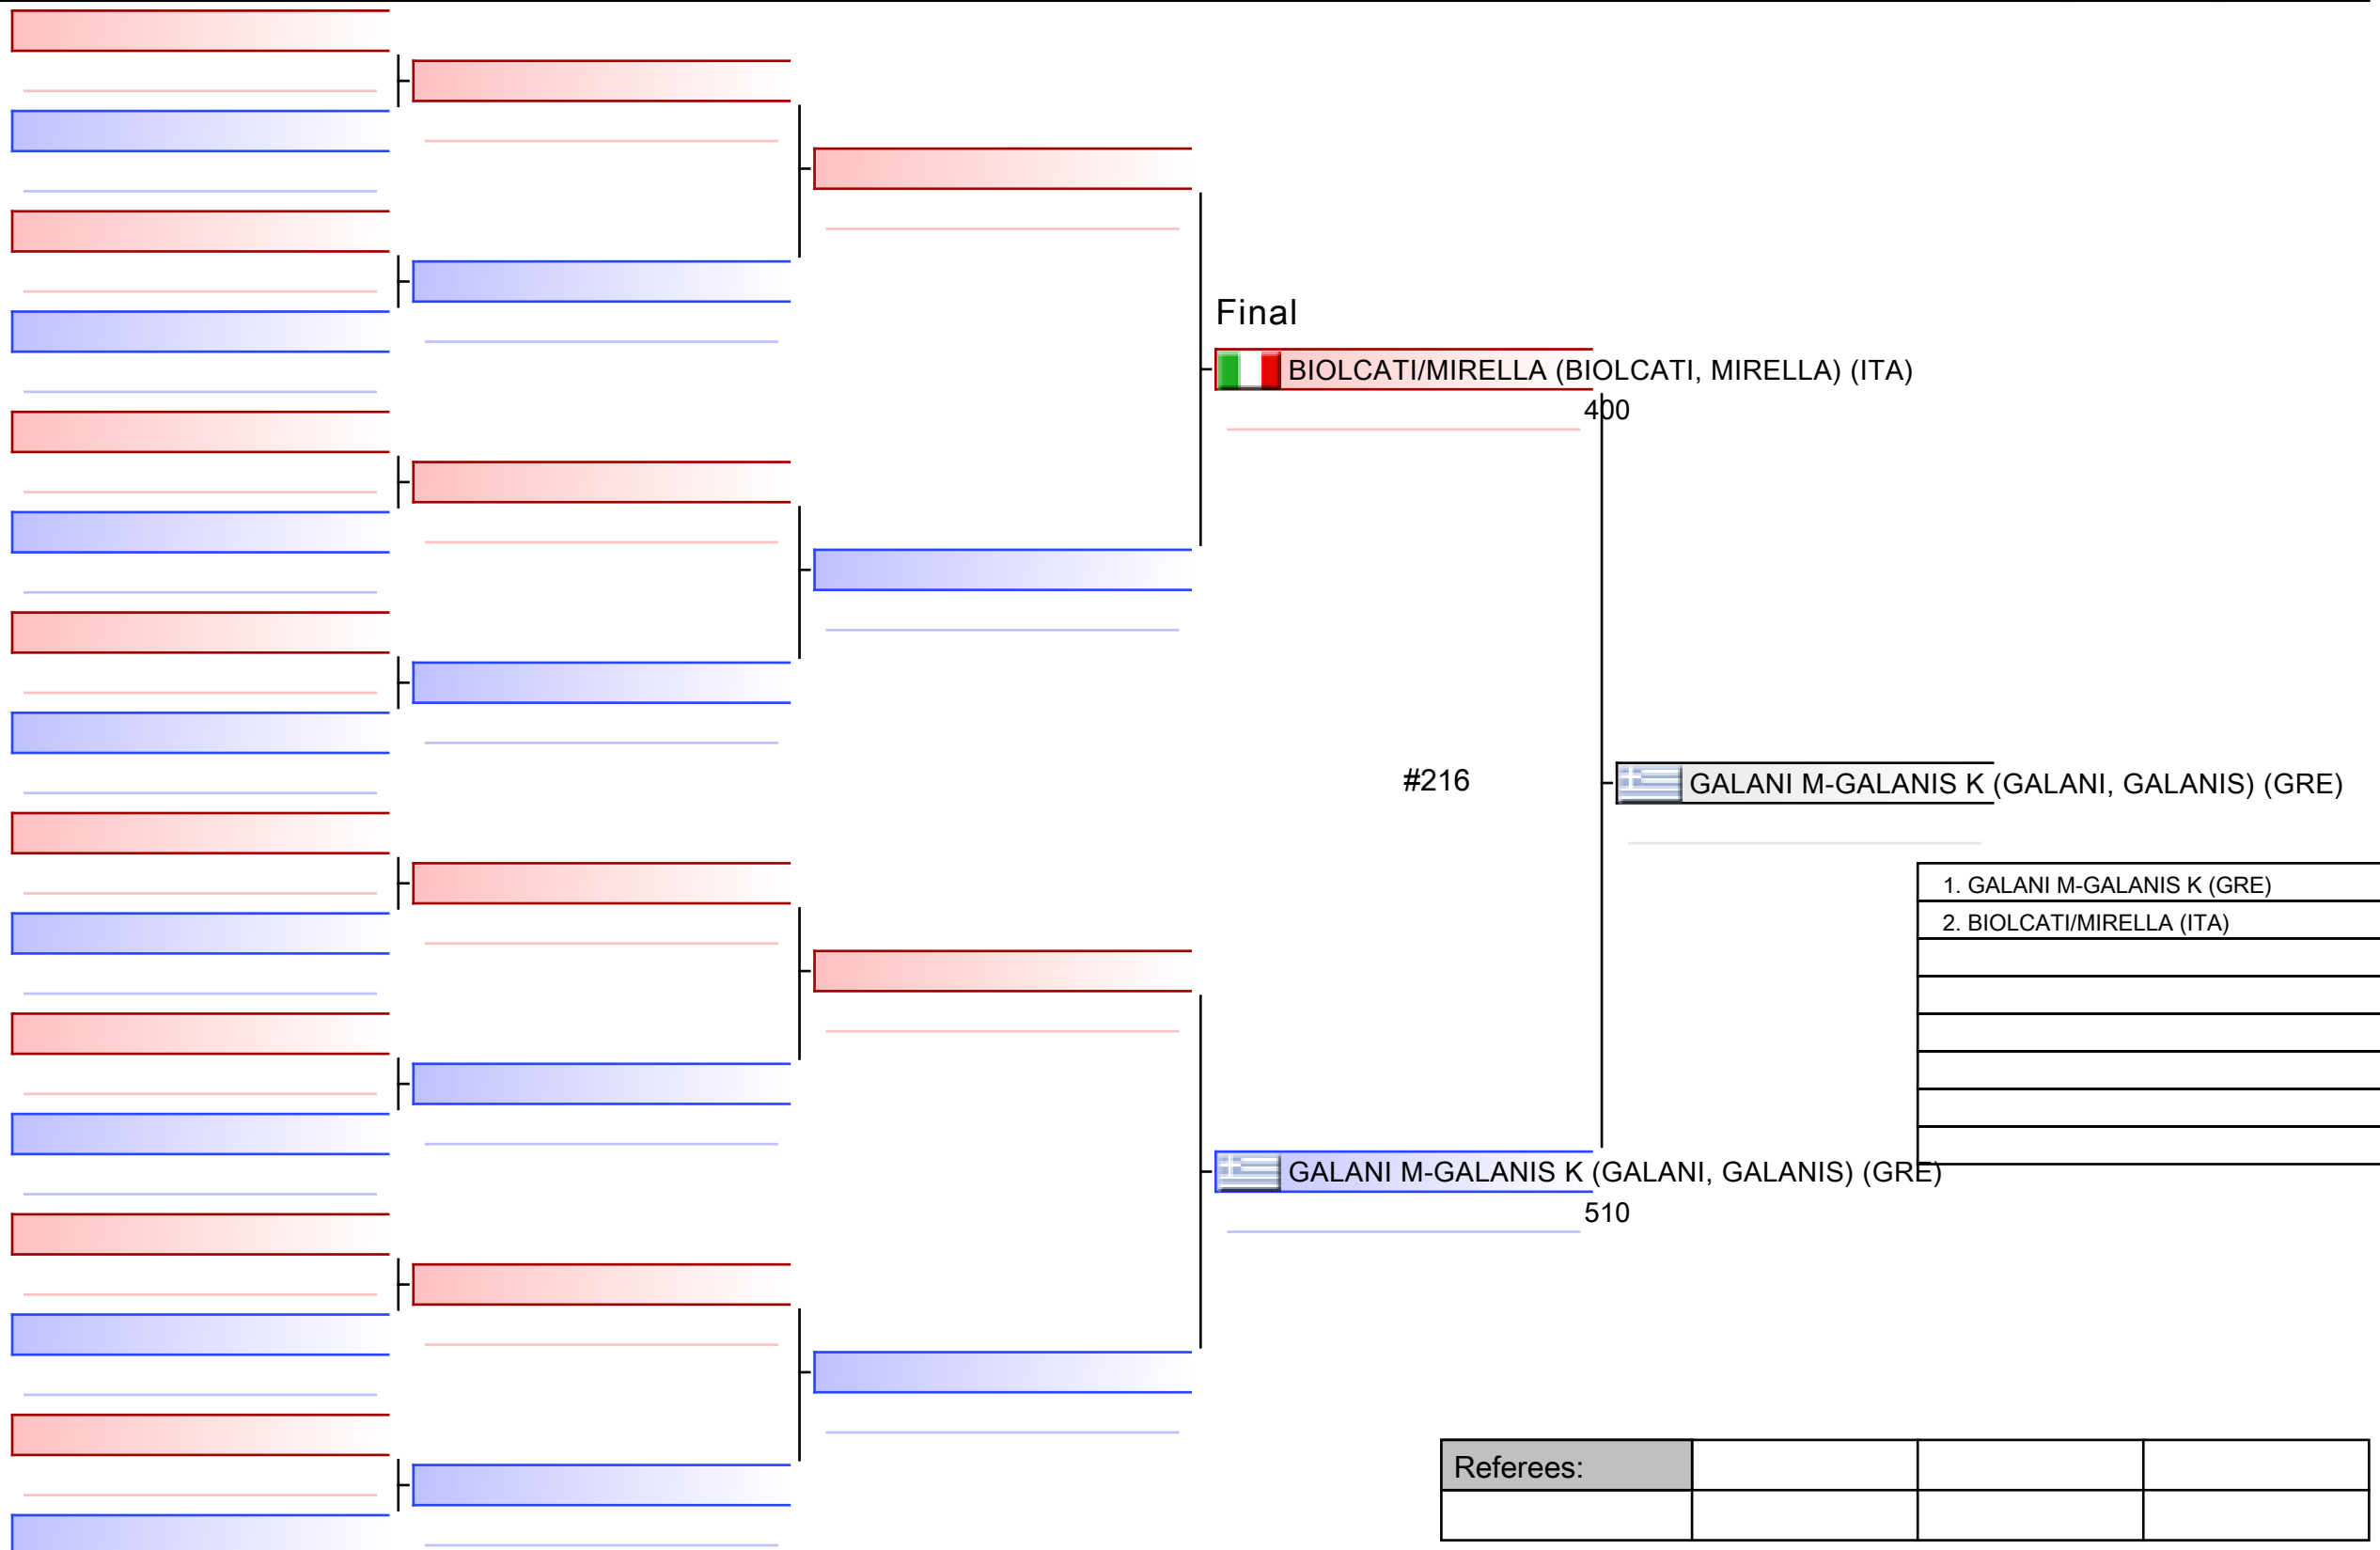 Final
BIOLCATI/MIRELLA (BIOLCATI, MIRELLA) (ITA)
400
#216
GALANI M-GALANIS K (GALANI, GALANIS) (GRE)
1. GALANI M-GALANIS K (GRE)
2. BIOLCATI/MIRELLA (ITA)
GALANI M-GALANIS K (GALANI, GALANIS) (GRE)
510
Referees: